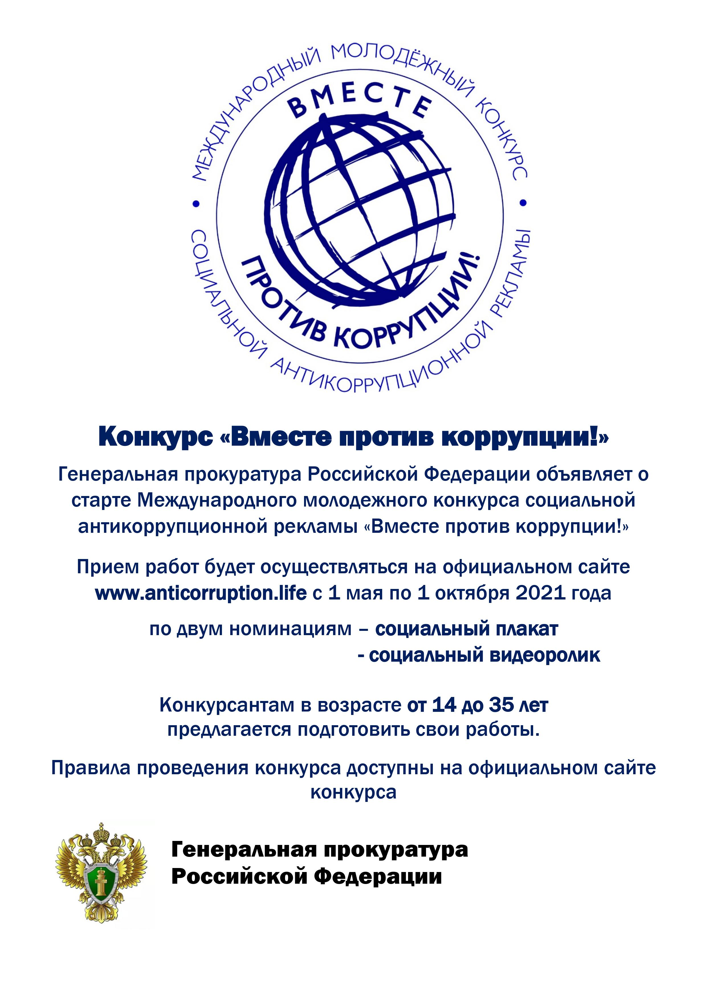 МЕЖДУНАРОДНЫЙ МОЛОДЁЖНЫЙ КОНКУРС
ВМЕСТЕ
ПРОТИВ КОРРУПЦИИ!
СОЦИАЛЬНОЙ АНТИКОРРУПЦИОННОЙ РЕКЛАМЫ
Конкурс «Вместе против коррупции!»
Генеральная прокуратура Российской Федерации объявляет о
старте Международного молодежного конкурса социальной
антикоррупционной рекламы «Вместе против коррупции!»
Прием работ будет осуществляться на официальном сайте
www.anticorruption.life с 1 мая по 1 октября 2021 года
по двум номинациям – социальный плакат
- социальный видеоролик
Конкурсантам в возрасте от 14 до 35 лет
предлагается подготовить свои работы.
Правила проведения конкурса доступны на официальном сайте
конкурса
Генеральная прокуратура
Российской Федерации